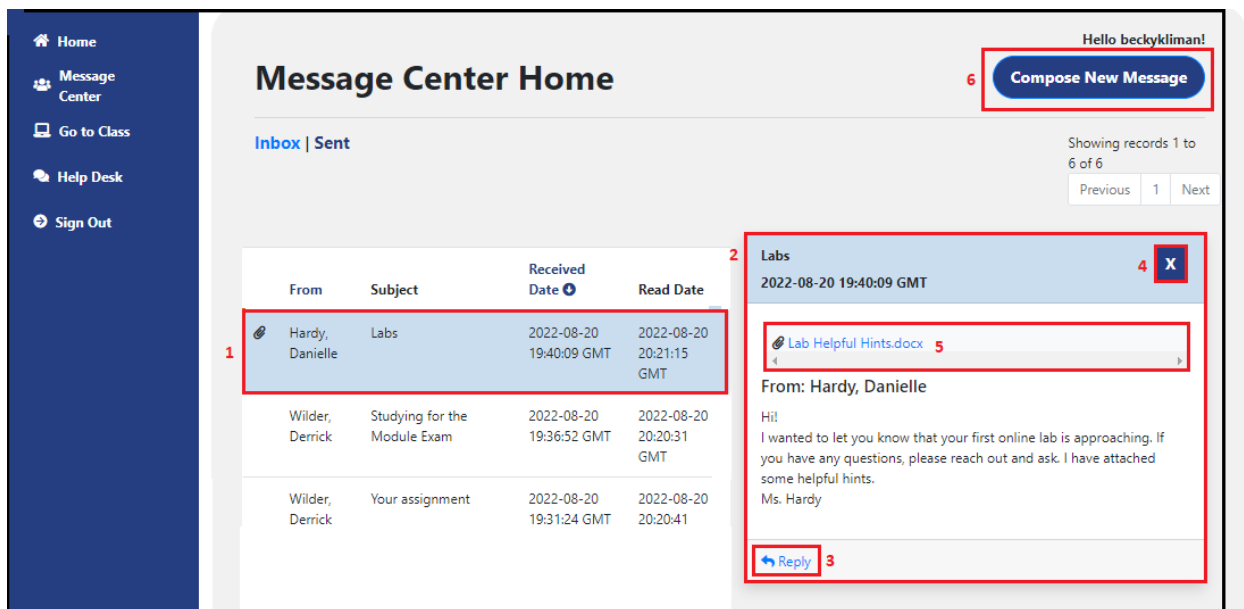 Home
Message
Center
Go to Class
Help Desk
Sign Out
Hello beckykliman!
Message Center Home
6
Compose New Message
Inbox | Sent
Showing records 1 to
6 of 6
Previous 1 Next
From Subject Received
Date Read Date
1
Hardy,
Danielle
Labs
2022-08-20
19:40:09 GMT
2022-08-20
20:21:15
GMT
Wilder,
Derrick
Studying for the
Module Exam
2022-08-20
19:36:52 GMT
2022-08-20
20:20:31
GMT
Wilder,
Derrick
Your assignment
2022-08-20
19:31:24 GMT
2022-08-20
20:20:41
2
Labs
2022-08-20 19:40:09 GMT
4 X
Lab Helpful Hints.docx 5
From: Hardy, Danielle
Hi!
I wanted to let you know that your first online lab is approaching. If
you have any questions, please reach out and ask. I have attached
some helpful hints.
Ms. Hardy
Reply 3